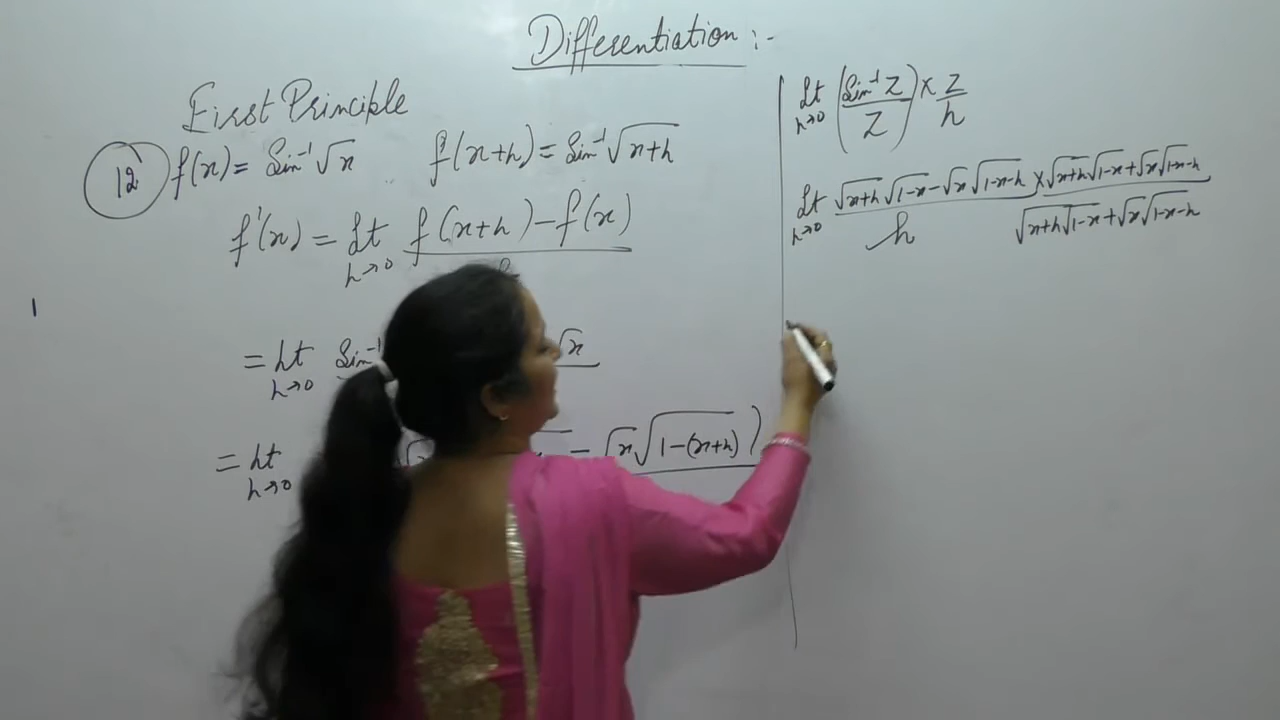 Differentiation :-
First Principle
12 f(x) = Sin⁻¹ √x f(x+h) = Sin⁻¹ √x+h
f'(x) = Lt h→0 f(x+h) - f(x)
= Lt h→0 Sin⁻¹ √x
= Lt h→0 - √x √1-(x+h) )
Lt h→0 (Sin⁻¹ Z / Z) × Z / h
Lt h→0 √x+h √1-x - √x √1-x-h / h × √x+h √1-x + √x √1-x-h / √x+h √1-x + √x √1-x-h